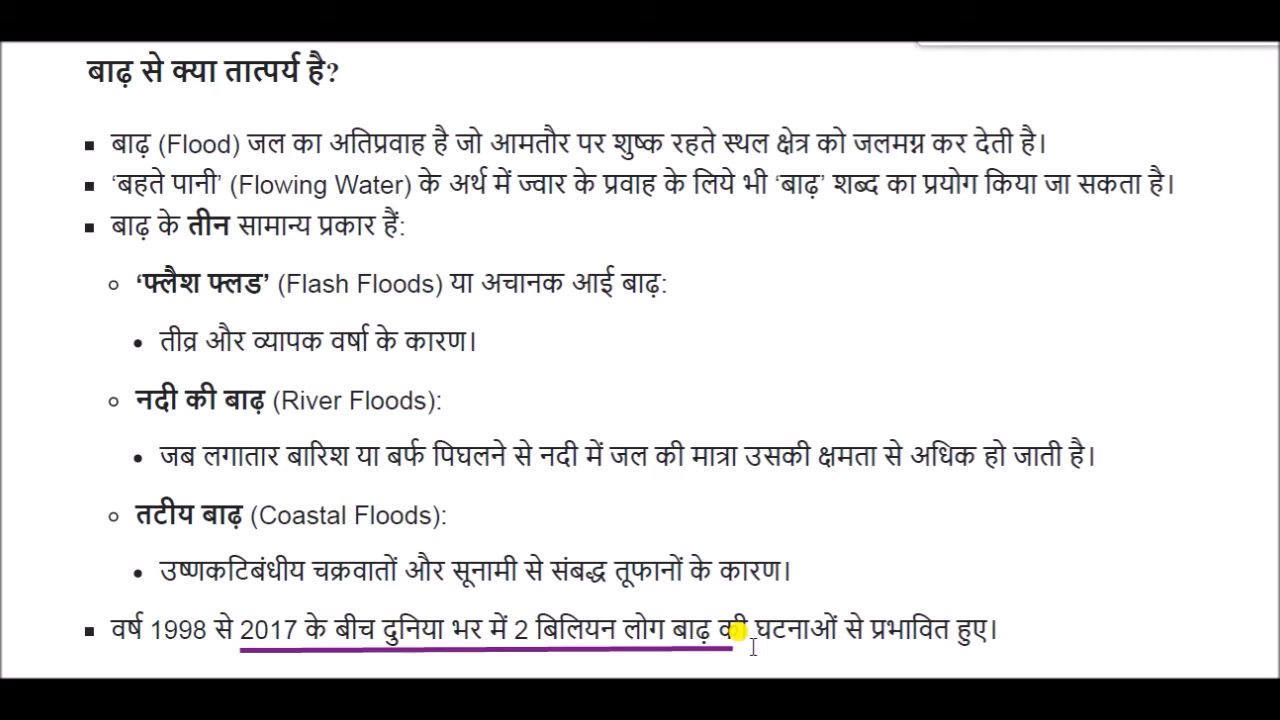 बाढ़ से क्या तात्पर्य है?
बाढ़ (Flood) जल का अतिप्रवाह है जो आमतौर पर शुष्क रहते स्थल क्षेत्र को जलमग्न कर देती है।
‘बहते पानी’ (Flowing Water) के अर्थ में ज्वार के प्रवाह के लिये भी ‘बाढ़’ शब्द का प्रयोग किया जा सकता है।
बाढ़ के तीन सामान्य प्रकार हैं:
‘फ्लैश फ्लड’ (Flash Floods) या अचानक आई बाढ़:
तीव्र और व्यापक वर्षा के कारण।
नदी की बाढ़ (River Floods):
जब लगातार बारिश या बर्फ पिघलने से नदी में जल की मात्रा उसकी क्षमता से अधिक हो जाती है।
तटीय बाढ़ (Coastal Floods):
उष्णकटिबंधीय चक्रवातों और सूनामी से संबद्ध तूफानों के कारण।
वर्ष 1998 से 2017 के बीच दुनिया भर में 2 बिलियन लोग बाढ़ की घटनाओं से प्रभावित हुए।